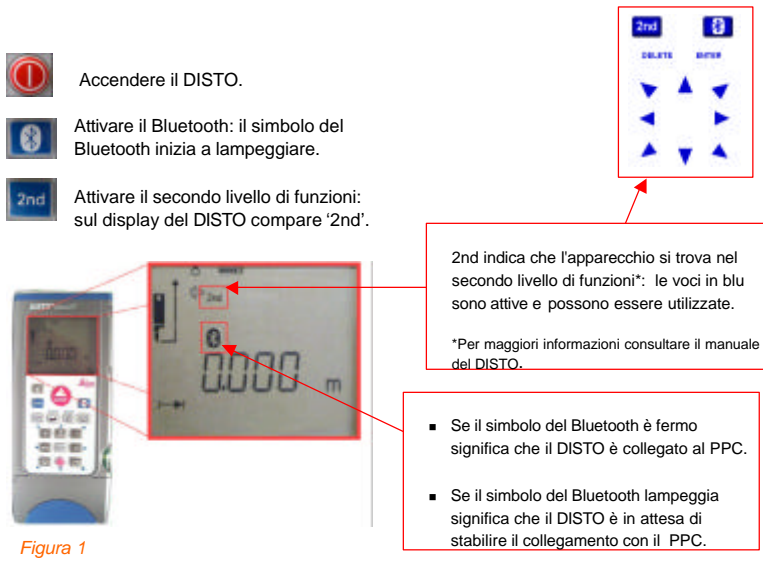 2nd
DELETE ENTER
Accendere il DISTO.
Attivare il Bluetooth: il simbolo del
Bluetooth inizia a lampeggiare.
2nd
Attivare il secondo livello di funzioni:
sul display del DISTO compare ‘2nd’.
2nd indica che l'apparecchio si trova nel
secondo livello di funzioni*: le voci in blu
sono attive e possono essere utilizzate.
*Per maggiori informazioni consultare il manuale
del DISTO.
2nd
0.000 m
▪ Se il simbolo del Bluetooth è fermo
significa che il DISTO è collegato al PPC.
▪ Se il simbolo del Bluetooth lampeggia
significa che il DISTO è in attesa di
stabilire il collegamento con il PPC.
Figura 1